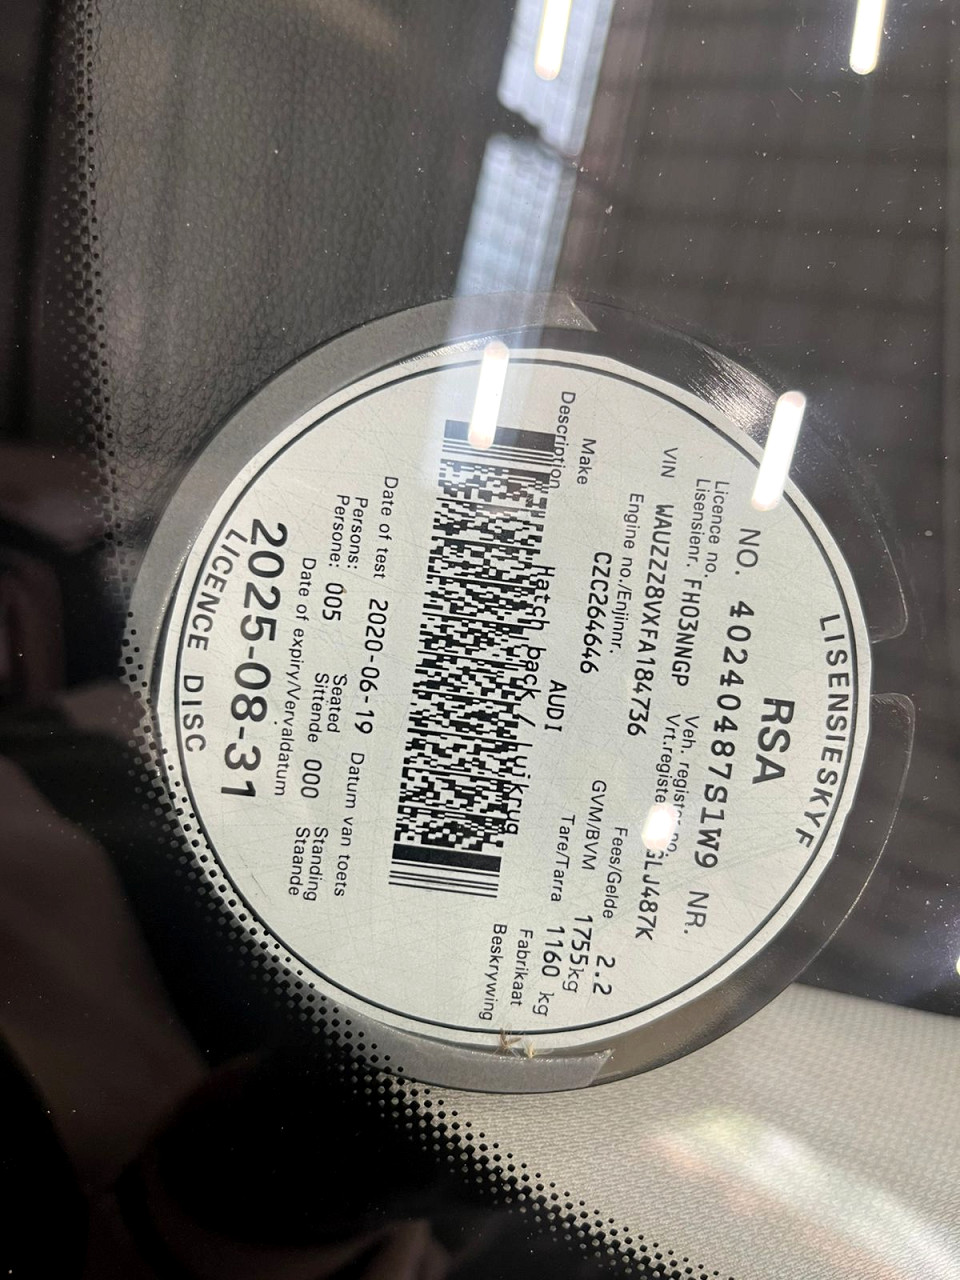 LISENSIESKYF
RSA
NO. 40240487S1W9 NR.
Licence no. Veh. register no.
Lisensienr. FH03NNGP Vrt.registe LJ487K
VIN WAUZZZ8VXFA184736
Engine no./Enjinnr. Fees/Gelde 2.2
CZC264646 GVM/BVM 1755kg
Tare/Tarra 1160 kg
Make AUDI Fabrikaat
Description Hatch back / Luikrug Beskrywing
Date of test 2020-06-19 Datum van toets
Persons: Seated Standing
Persone: 005 Sittende 000 Staande
Date of expiry/Vervaldatum
2025-08-31
LICENCE DISC